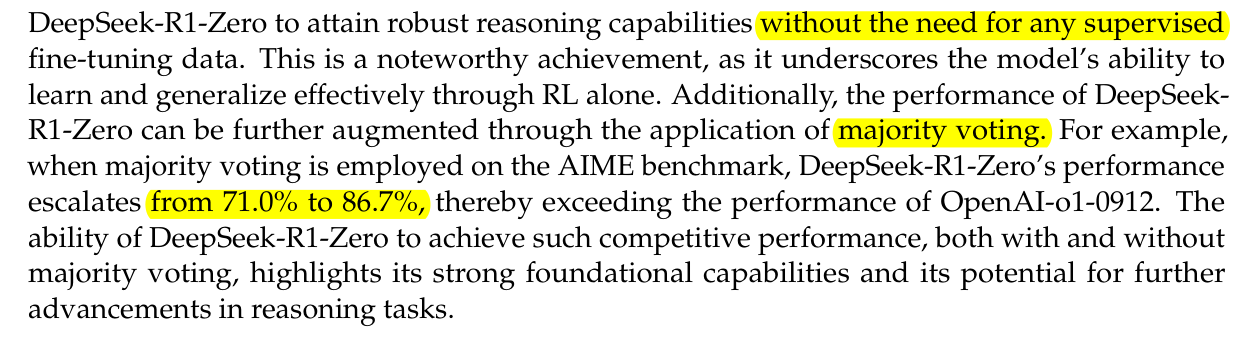 DeepSeek-R1-Zero to attain robust reasoning capabilities without the need for any supervised
fine-tuning data. This is a noteworthy achievement, as it underscores the model's ability to
learn and generalize effectively through RL alone. Additionally, the performance of DeepSeek-
R1-Zero can be further augmented through the application of majority voting. For example,
when majority voting is employed on the AIME benchmark, DeepSeek-R1-Zero's performance
escalates from 71.0% to 86.7%, thereby exceeding the performance of OpenAI-o1-0912. The
ability of DeepSeek-R1-Zero to achieve such competitive performance, both with and without
majority voting, highlights its strong foundational capabilities and its potential for further
advancements in reasoning tasks.